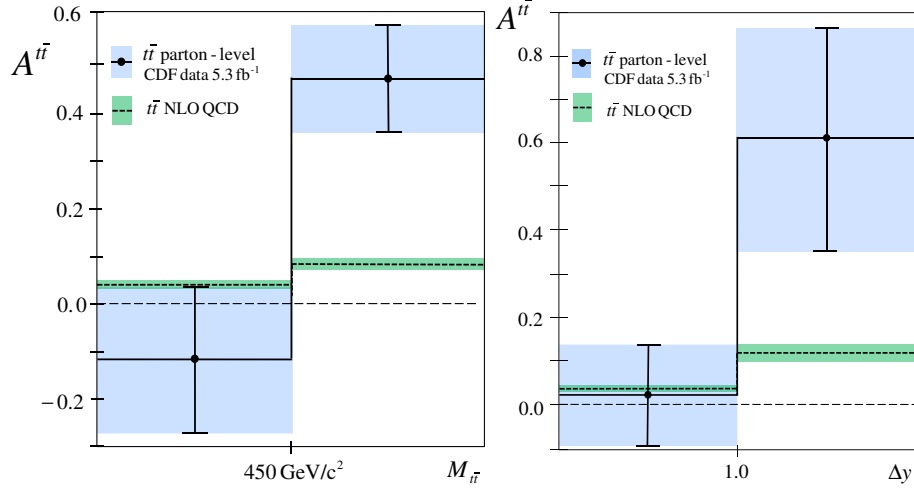 A^{tt̄}
0.6
0.4
0.2
0.0
−0.2
tt̄ parton - level
CDF data 5.3 fb⁻¹
tt̄ NLO QCD
450 GeV/c²
M_{tt̄}
A^{tt̄}
0.8
0.6
0.4
0.2
0.0
tt̄ parton - level
CDF data 5.3 fb⁻¹
tt̄ NLO QCD
1.0
Δy